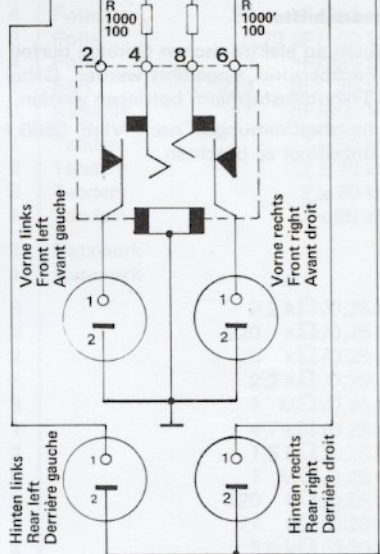 R
1000
100
R
1000
100
2 4 8 6
Vorne links
Front left
Avant gauche
Vorne rechts
Front right
Avant droit
1
2
1
2
Hinten links
Rear left
Derrière gauche
Hinten rechts
Rear right
Derrière droit
1
2
1
2